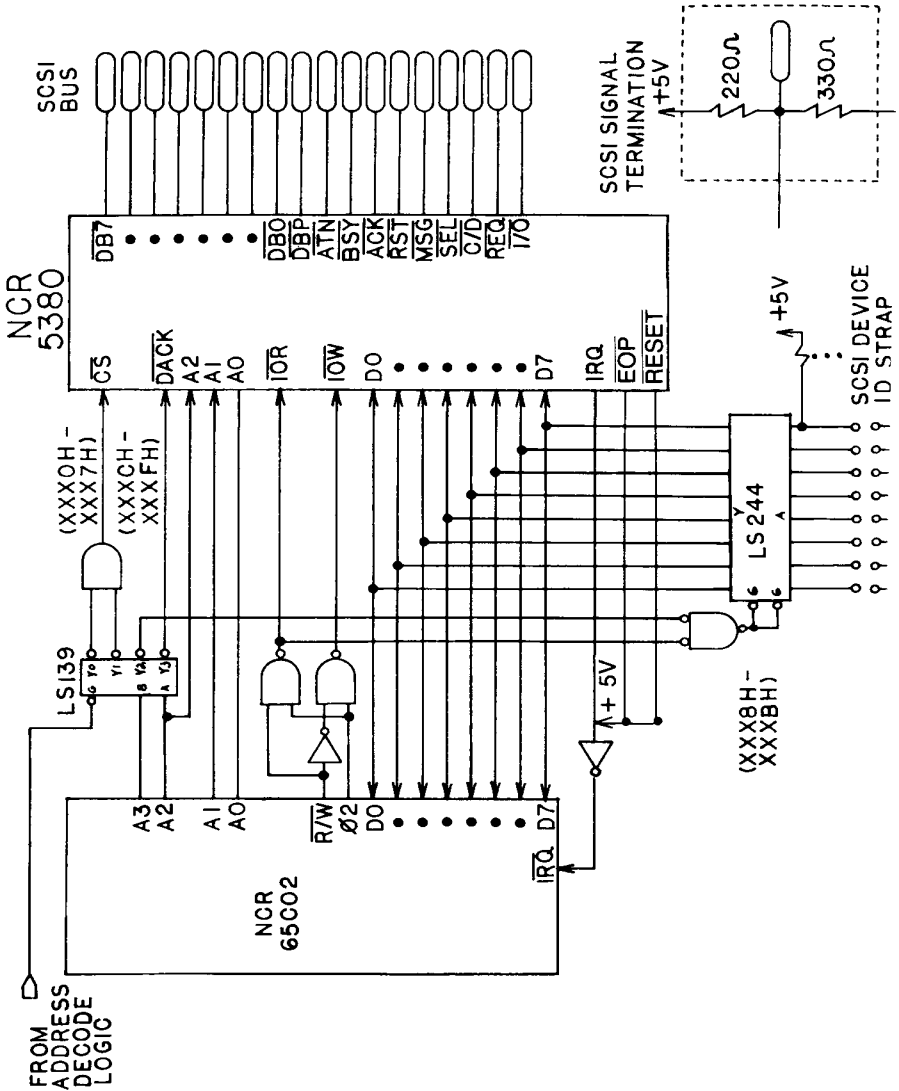 FROM
ADDRESS
DECODE
LOGIC
NCR
65C02
A3
A2
A1
A0
R/W
Ø2
D0
D7
IRQ
LS139
G Y0
Y1
B Y2
A Y3
(XXX0H-
XXX7H)
(XXXCH-
XXXFH)
+5V
(XXX8H-
XXXBH)
NCR
5380
CS
DACK
A2
A1
A0
IOR
IOW
D0
D7
IRQ
EOP
RESET
DB7
DB0
DBP
ATN
BSY
ACK
RST
MSG
SEL
C/D
REQ
I/O
SCSI
BUS
G
G
LS244
Y
A
+5V
SCSI DEVICE
ID STRAP
SCSI SIGNAL
TERMINATION
+5V
220Ω
330Ω